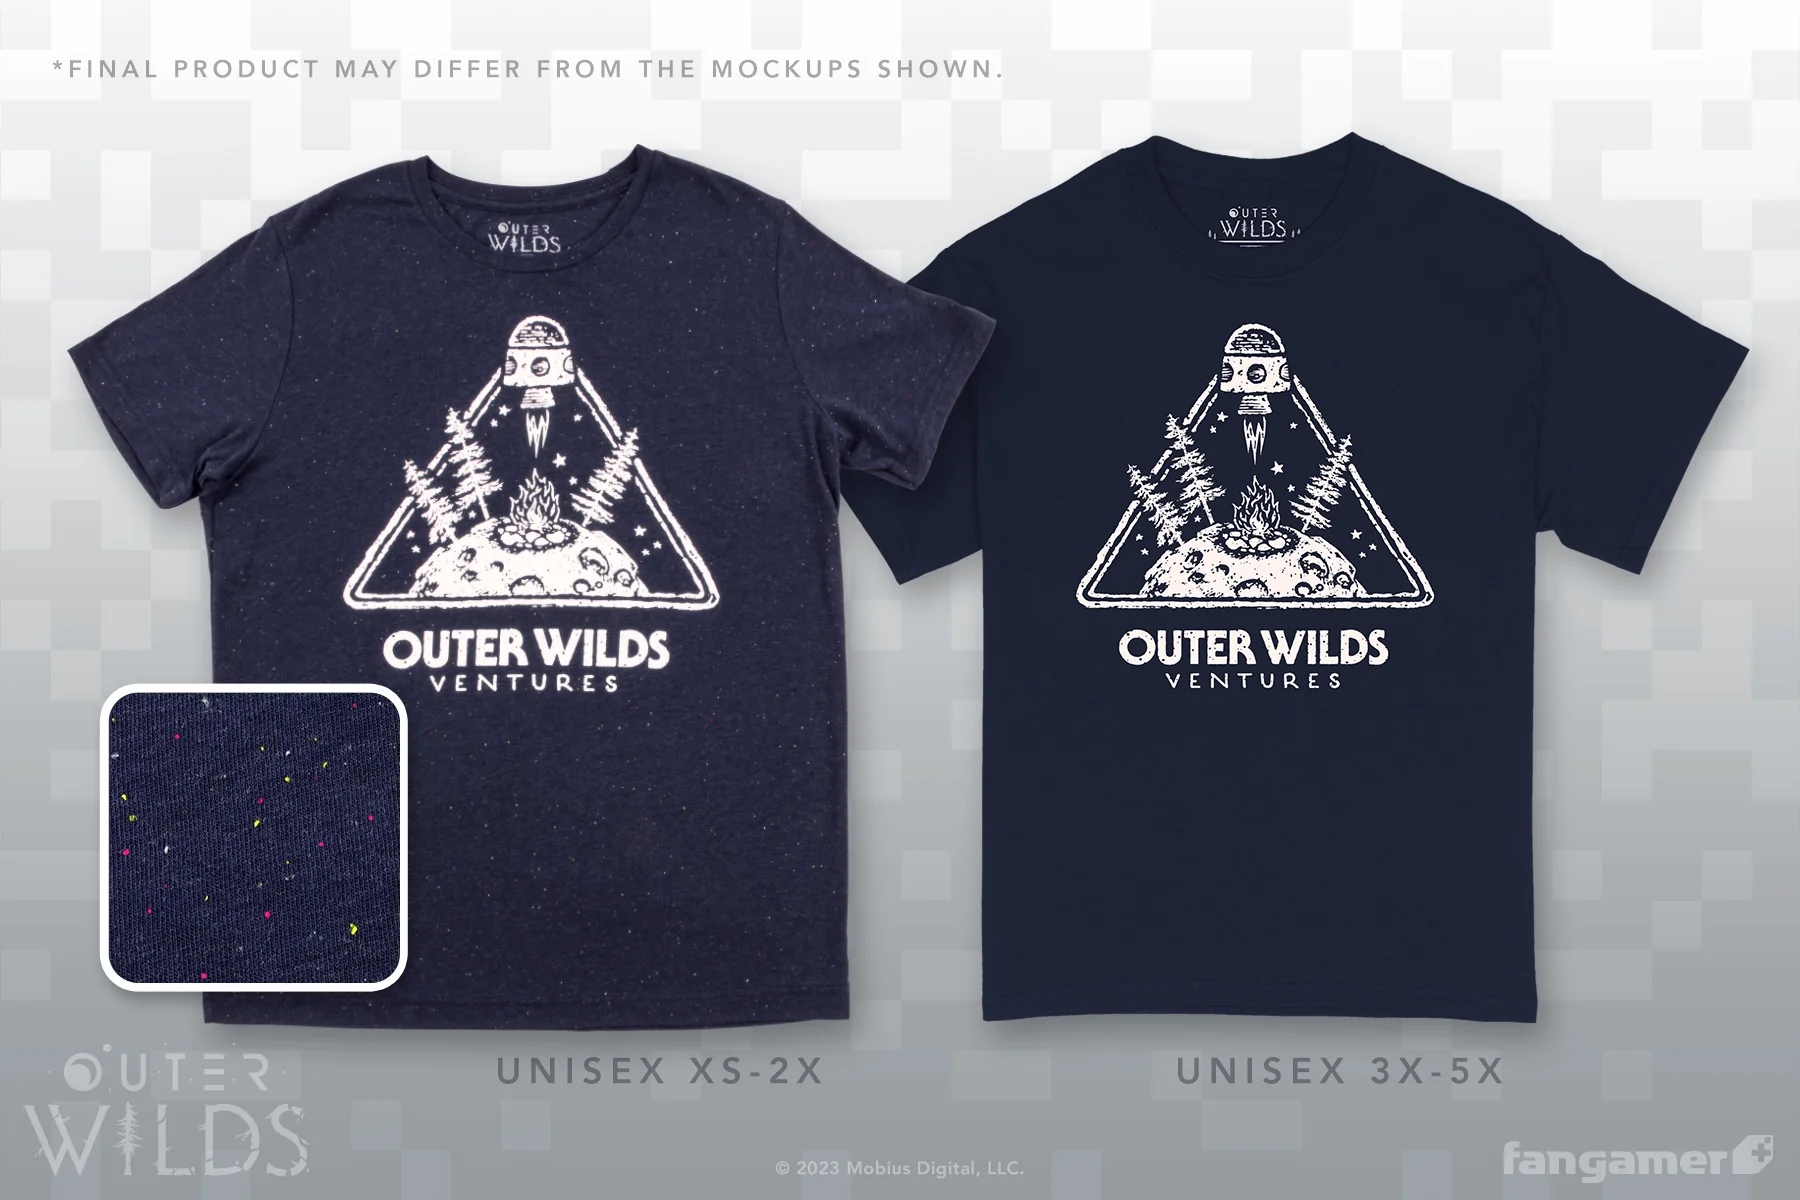 *FINAL PRODUCT MAY DIFFER FROM THE MOCKUPS SHOWN.
OUTER
WILDS
OUTER WILDS
VENTURES
OUTER
WILDS
OUTER WILDS
VENTURES
UNISEX XS-2X
UNISEX 3X-5X
OUTER
WILDS
© 2023 Mobius Digital, LLC.
fangamer